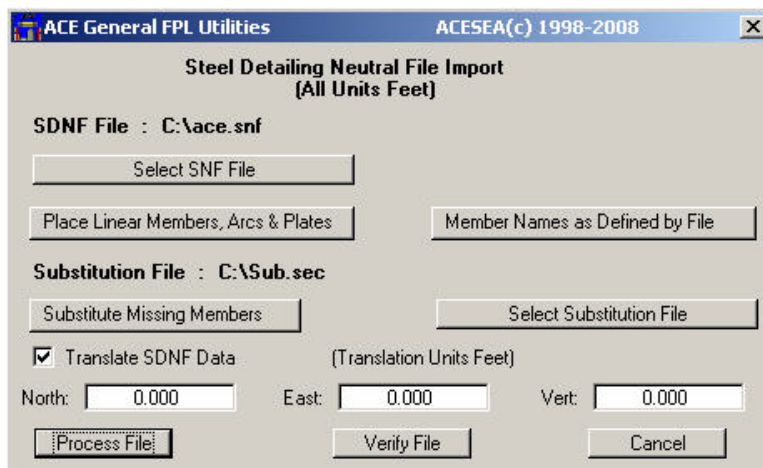 ACE General FPL Utilities ACESEA(c) 1998-2008
Steel Detailing Neutral File Import
(All Units Feet)
SDNF File : C:\ace.snf
Select SNF File
Place Linear Members, Arcs & Plates Member Names as Defined by File
Substitution File : C:\Sub.sec
Substitute Missing Members Select Substitution File
Translate SDNF Data (Translation Units Feet)
North: 0.000 East: 0.000 Vert: 0.000
Process File Verify File Cancel